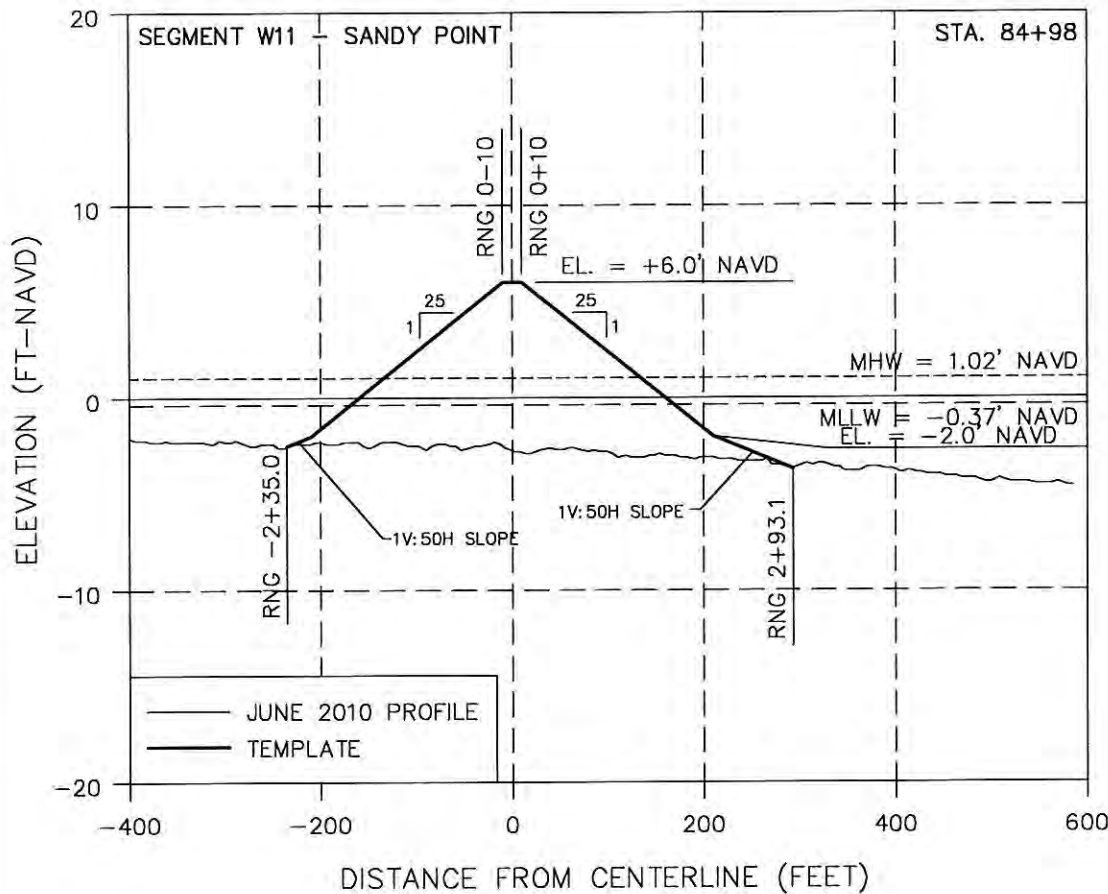 SEGMENT W11 – SANDY POINT
STA. 84+98
RNG 0–10
RNG 0+10
EL. = +6.0' NAVD
25
1
25
1
MHW = 1.02' NAVD
MLLW = –0.37' NAVD
EL. = –2.0' NAVD
1V:50H SLOPE
1V:50H SLOPE
RNG –2+35.0
RNG 2+93.1
JUNE 2010 PROFILE
TEMPLATE
ELEVATION (FT–NAVD)
20
10
0
–10
–20
–400
–200
0
200
400
600
DISTANCE FROM CENTERLINE (FEET)